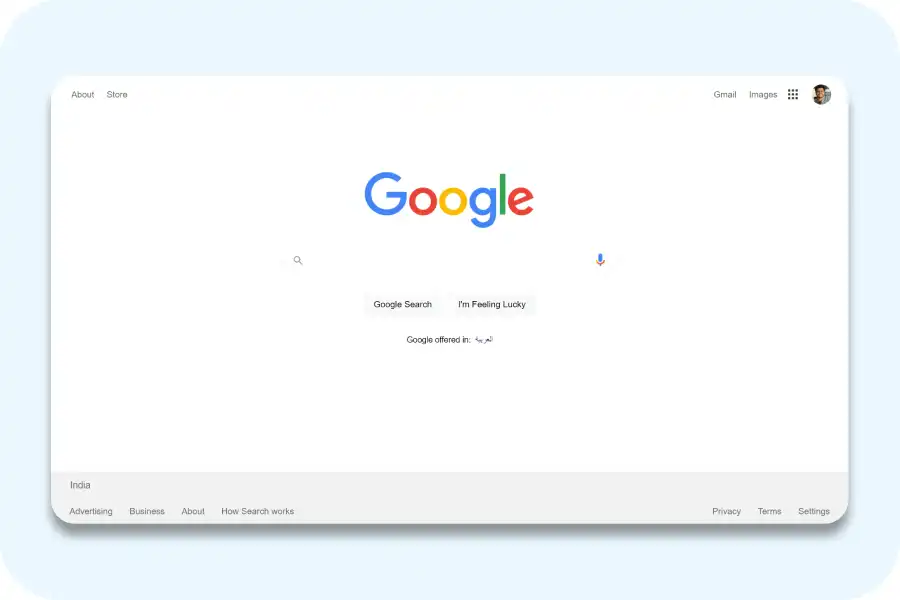 About Store Gmail Images
Google
Google Search I'm Feeling Lucky
Google offered in: العربية
India
Advertising Business About How Search works Privacy Terms Settings